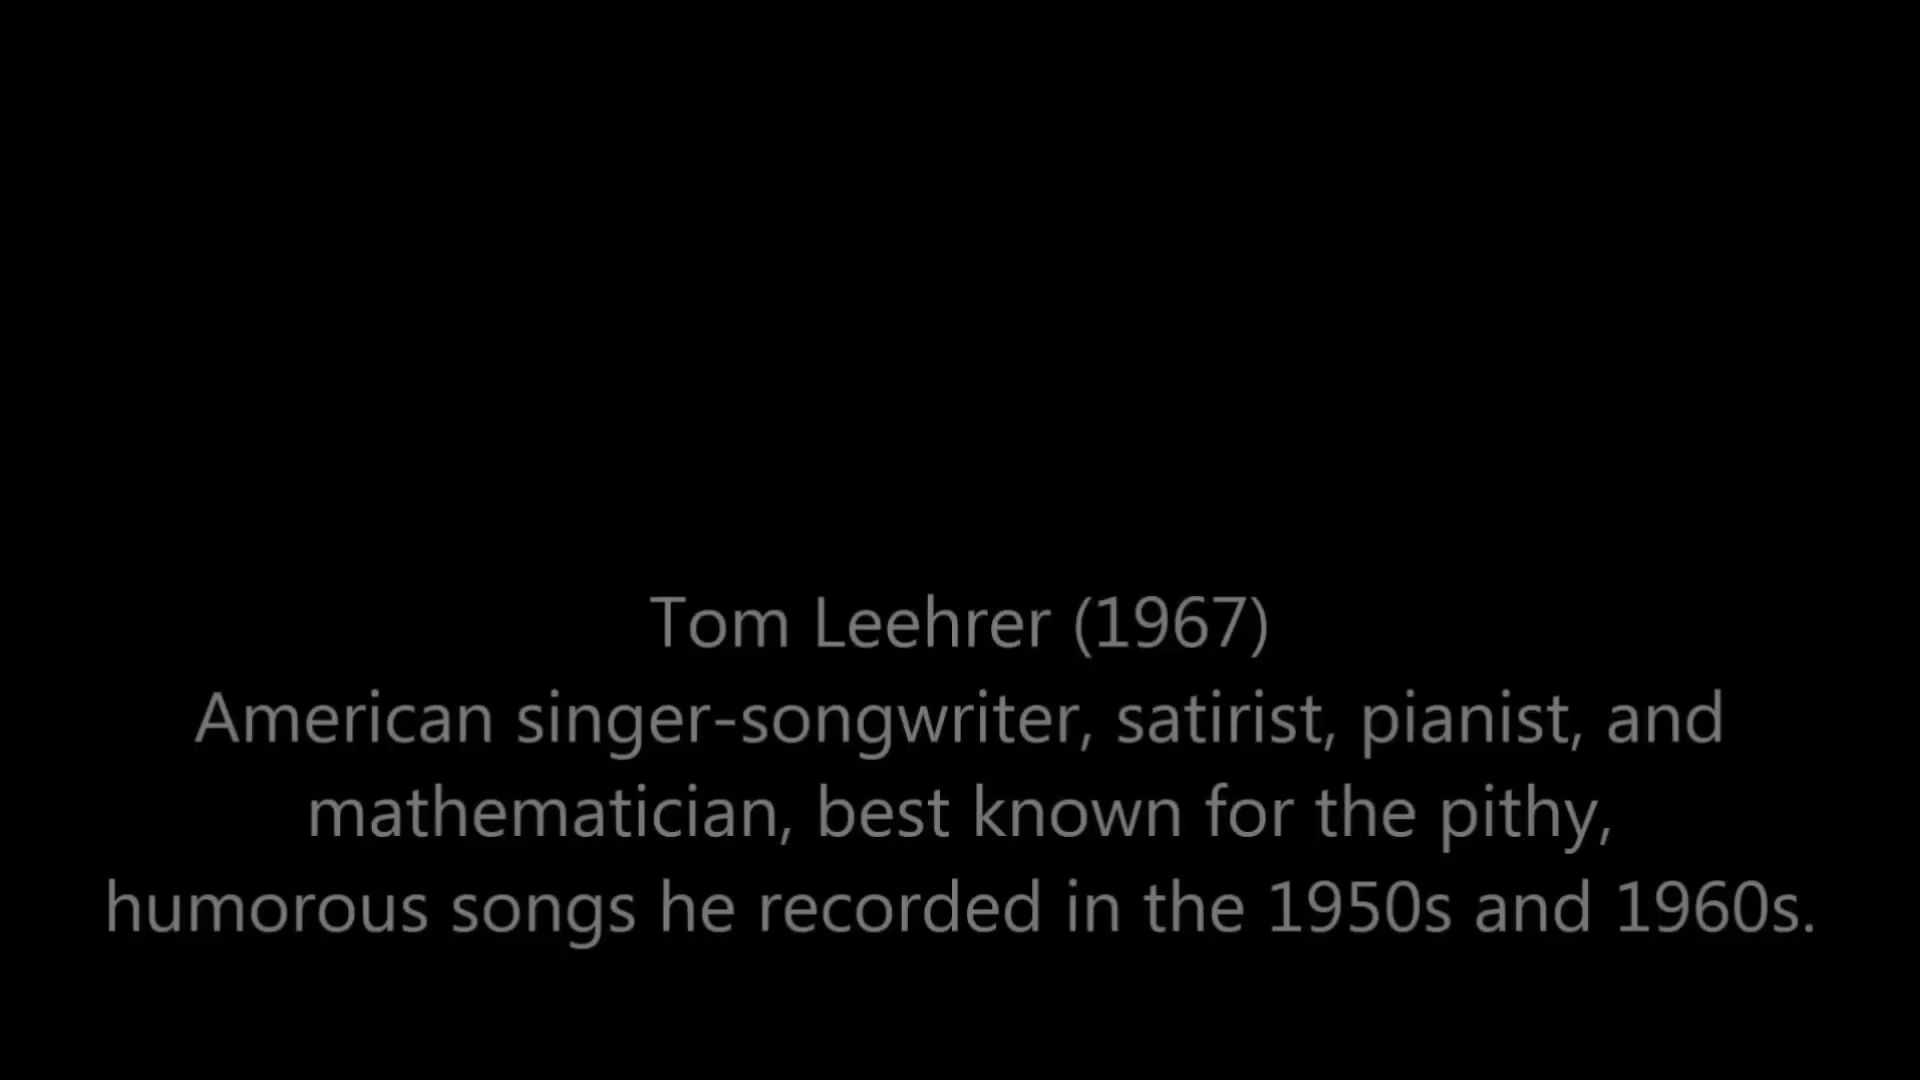 Tom Leehrer (1967)
American singer-songwriter, satirist, pianist, and
mathematician, best known for the pithy,
humorous songs he recorded in the 1950s and 1960s.